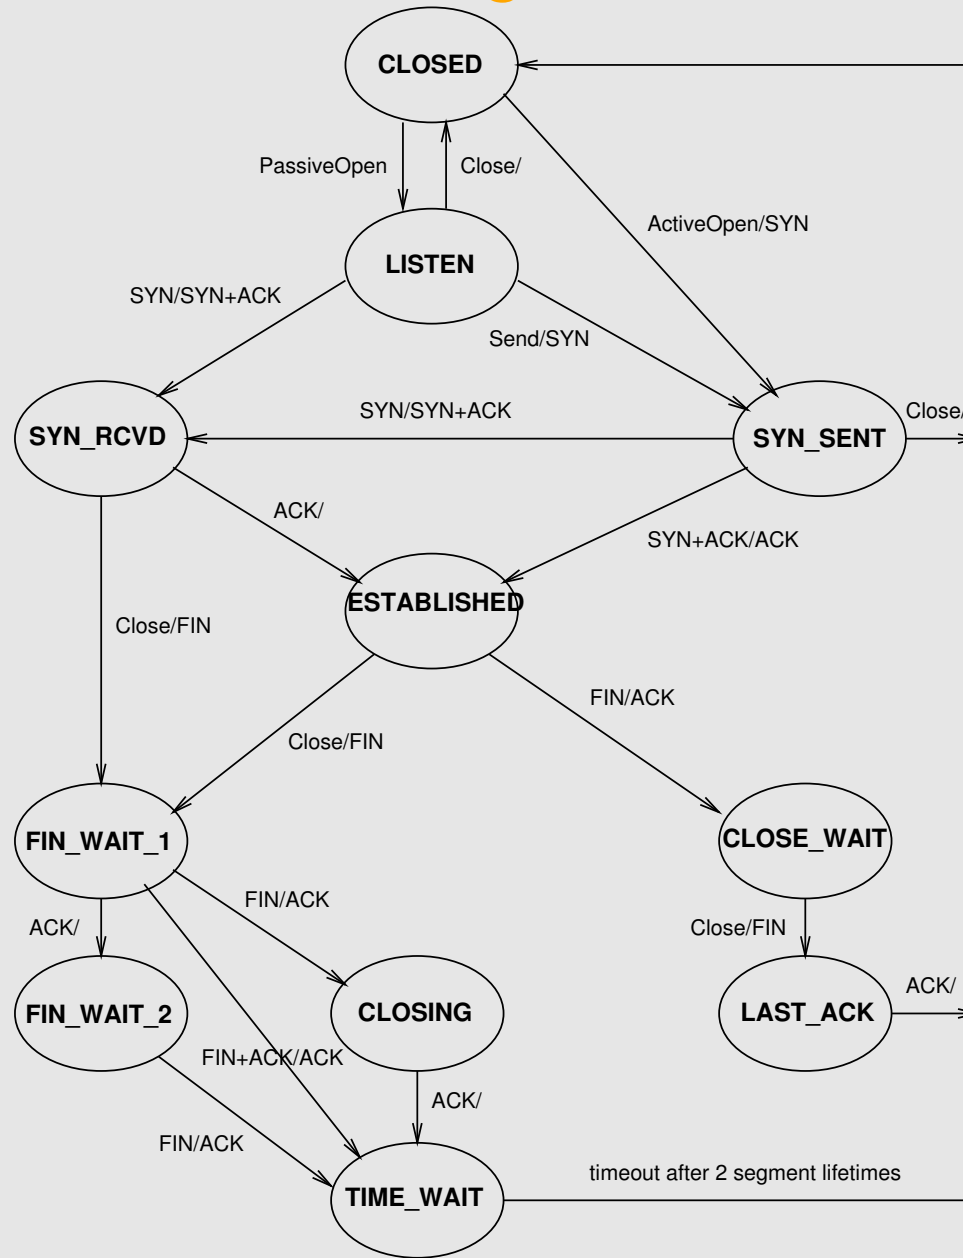 CLOSED
PassiveOpen
Close/
ActiveOpen/SYN
LISTEN
SYN/SYN+ACK
Send/SYN
SYN/SYN+ACK
Close/
SYN_RCVD
SYN_SENT
ACK/
SYN+ACK/ACK
ESTABLISHED
Close/FIN
FIN/ACK
Close/FIN
FIN_WAIT_1
CLOSE_WAIT
FIN/ACK
ACK/
Close/FIN
ACK/
FIN_WAIT_2
CLOSING
LAST_ACK
FIN+ACK/ACK
ACK/
FIN/ACK
timeout after 2 segment lifetimes
TIME_WAIT